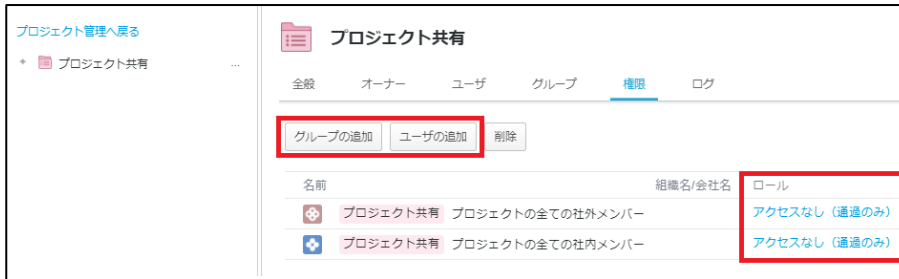 プロジェクト管理へ戻る
プロジェクト共有 ...
プロジェクト共有
全般 オーナー ユーザ グループ 権限 ログ
グループの追加 ユーザの追加 削除
名前 組織名/会社名 ロール
プロジェクト共有 プロジェクトの全ての社外メンバー アクセスなし（通過のみ）
プロジェクト共有 プロジェクトの全ての社内メンバー アクセスなし（通過のみ）